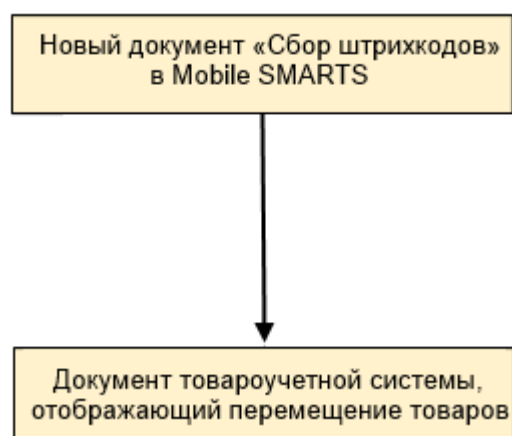 Новый документ «Сбор штрихкодов»
в Mobile SMARTS
Документ товароучетной системы,
отображающий перемещение товаров